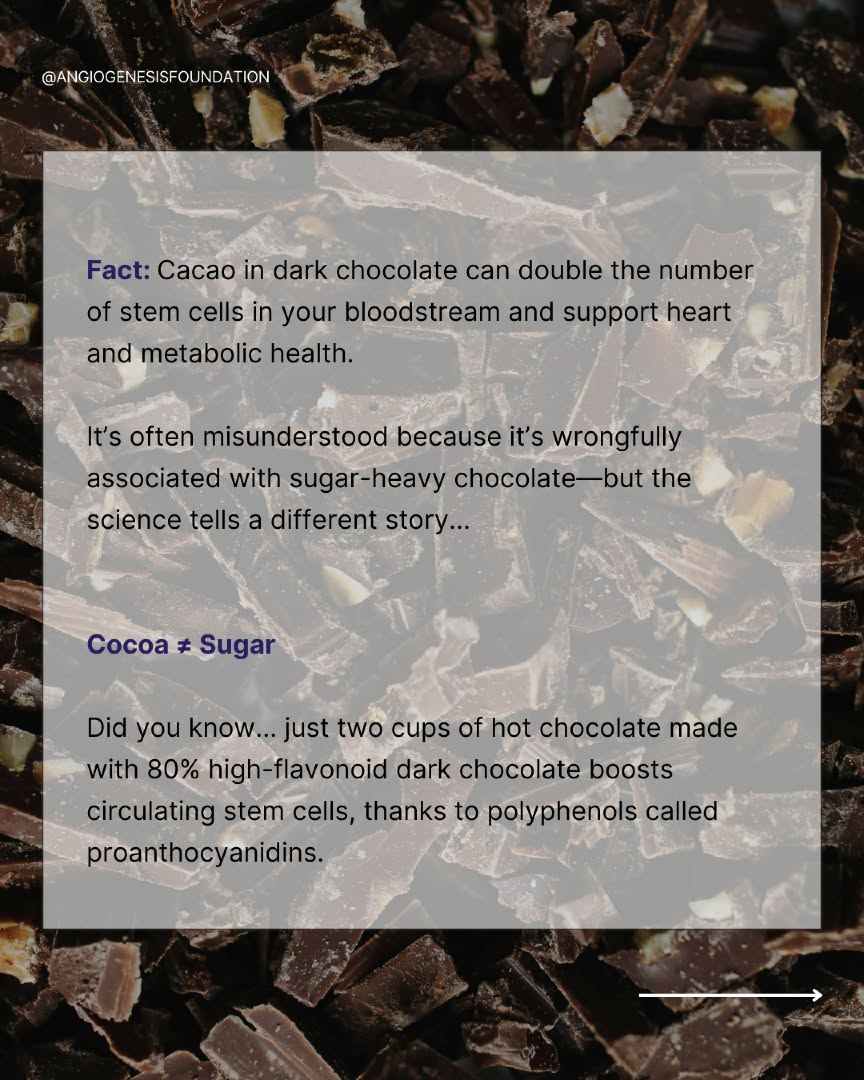 @ANGIOGENESISFOUNDATION
Fact: Cacao in dark chocolate can double the number
of stem cells in your bloodstream and support heart
and metabolic health.
It’s often misunderstood because it’s wrongfully
associated with sugar-heavy chocolate—but the
science tells a different story...
Cocoa ≠ Sugar
Did you know... just two cups of hot chocolate made
with 80% high-flavonoid dark chocolate boosts
circulating stem cells, thanks to polyphenols called
proanthocyanidins.